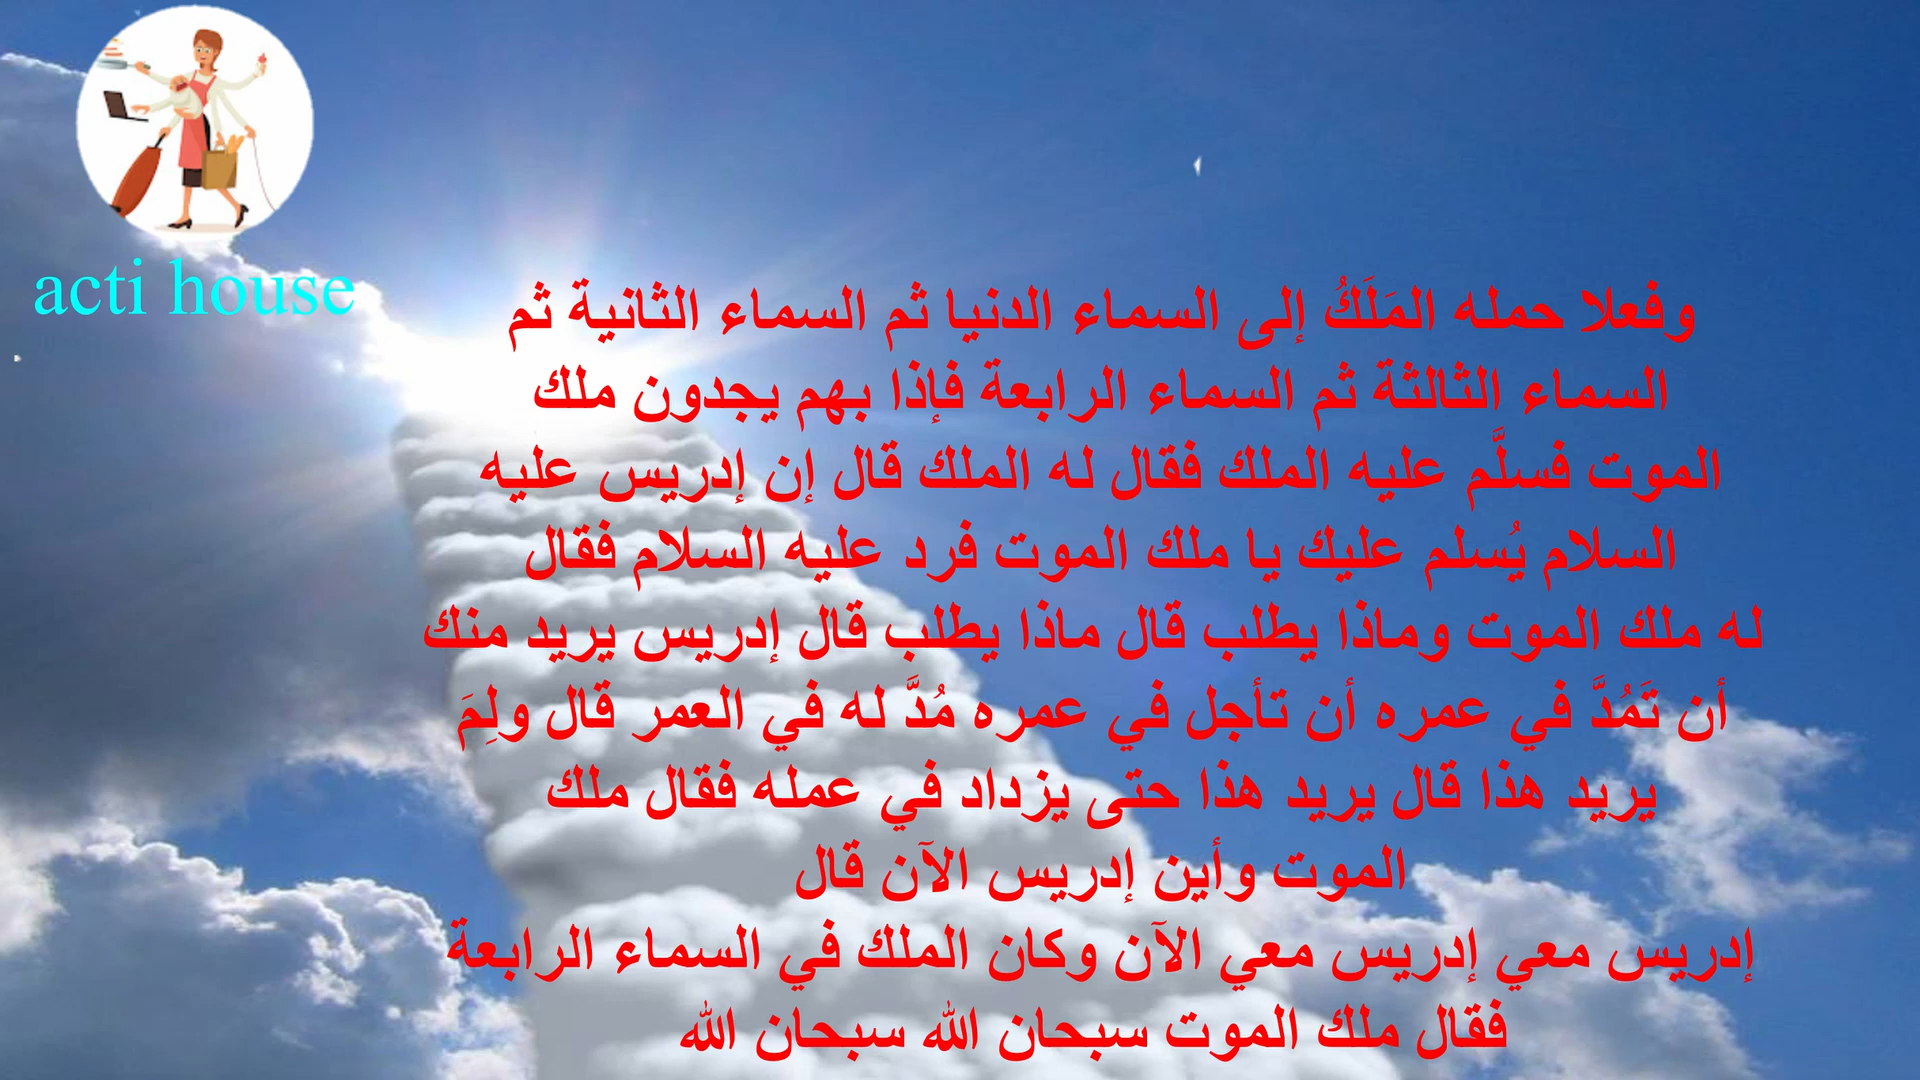 acti house
وفعلا حمله المَلَكُ إلى السماء الدنيا ثم السماء الثانية ثم
السماء الثالثة ثم السماء الرابعة فإذا بهم يجدون ملك
الموت فسلَّم عليه الملك فقال له الملك قال إن إدريس عليه
السلام يُسلم عليك يا ملك الموت فرد عليه السلام فقال
له ملك الموت وماذا يطلب قال ماذا يطلب قال إدريس يريد منك
أن تَمُدَّ في عمره أن تأجل في عمره مُدَّ له في العمر قال ولِمَ
يريد هذا قال يريد هذا حتى يزداد في عمله فقال ملك
الموت وأين إدريس الآن قال
إدريس معي إدريس معي الآن وكان الملك في السماء الرابعة
فقال ملك الموت سبحان الله سبحان الله